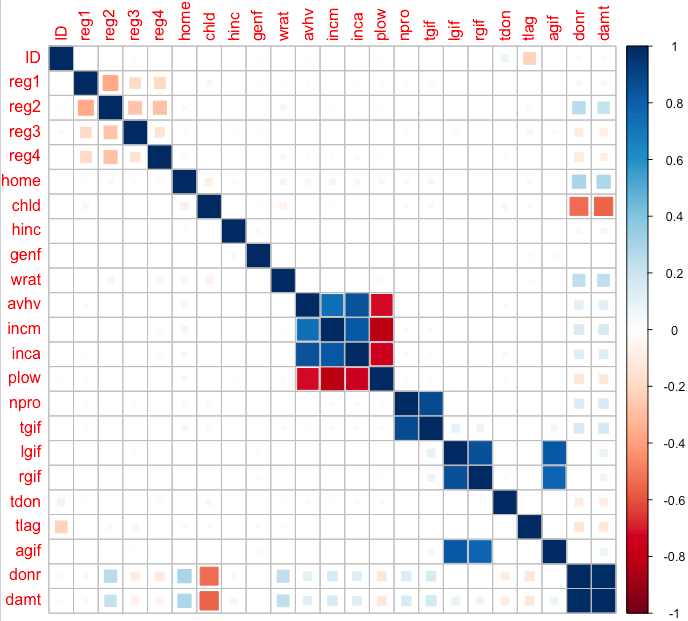 ID reg1 reg2 reg3 reg4 home chld hinc genf wrat avhv incm inca plow npro tgif lgif rgif tdon tlag agif donr damt
ID
reg1
reg2
reg3
reg4
home
chld
hinc
genf
wrat
avhv
incm
inca
plow
npro
tgif
lgif
rgif
tdon
tlag
agif
donr
damt
1
0.8
0.6
0.4
0.2
0
-0.2
-0.4
-0.6
-0.8
-1